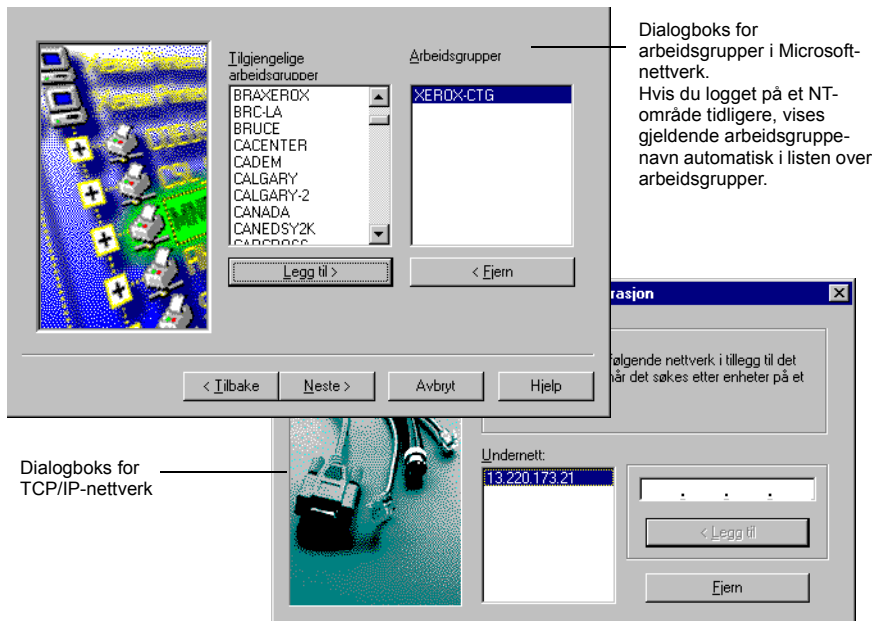 Tilgjengelige
arbeidsgrupper
BRAXEROX
BRC-LA
BRUCE
CACENTER
CADEM
CALGARY
CALGARY-2
CANADA
CANEDSY2K
Legg til >
Arbeidsgrupper
XEROX-CTG
< Fjern
< Tilbake
Neste >
Avbryt
Hjelp
Dialogboks for
arbeidsgrupper i Microsoft-
nettverk.
Hvis du logget på et NT-
område tidligere, vises
gjeldende arbeidsgruppe-
navn automatisk i listen over
arbeidsgrupper.
rasjon
følgende nettverk i tillegg til det
når det søkes etter enheter på et
Undernett:
13.220.173.21
. . .
< Legg til
Fjern
Dialogboks for
TCP/IP-nettverk